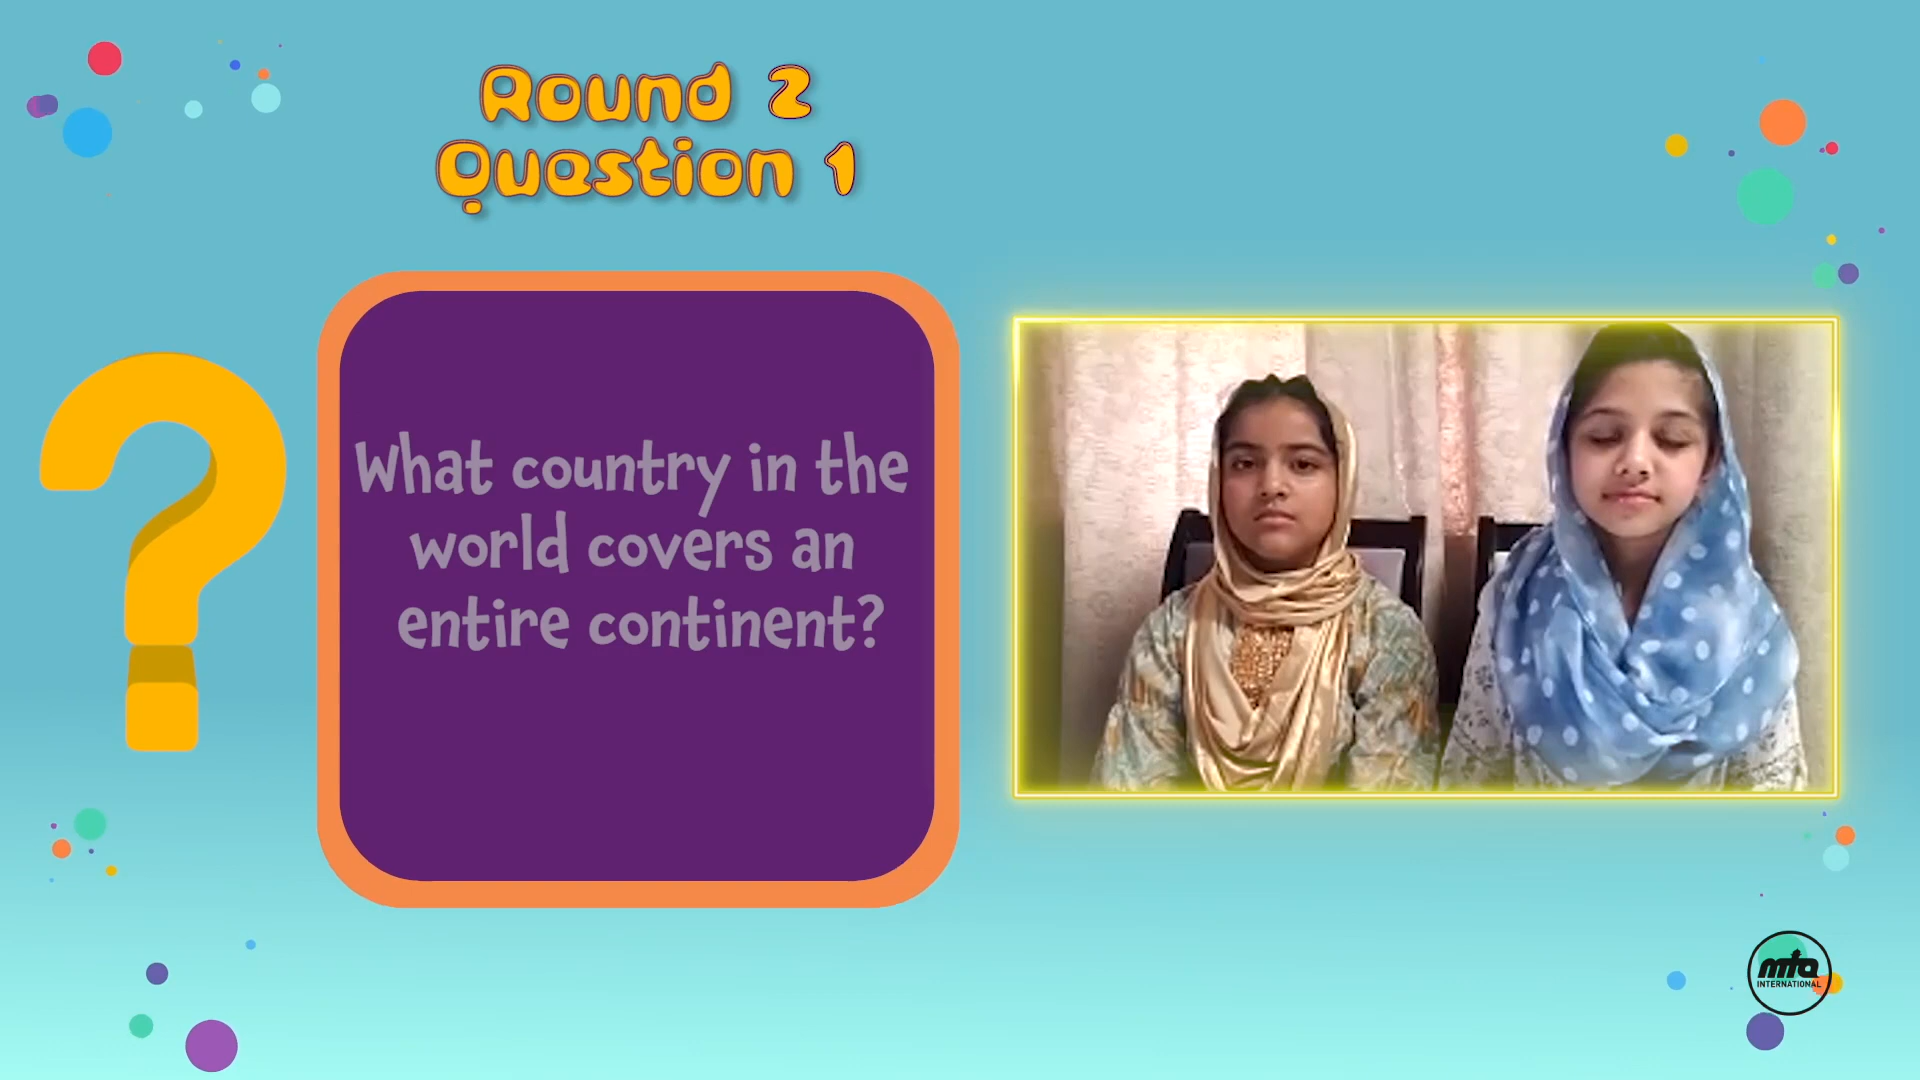 Round 2
Question 1
What country in the
world covers an
entire continent?
mta
INTERNATIONAL